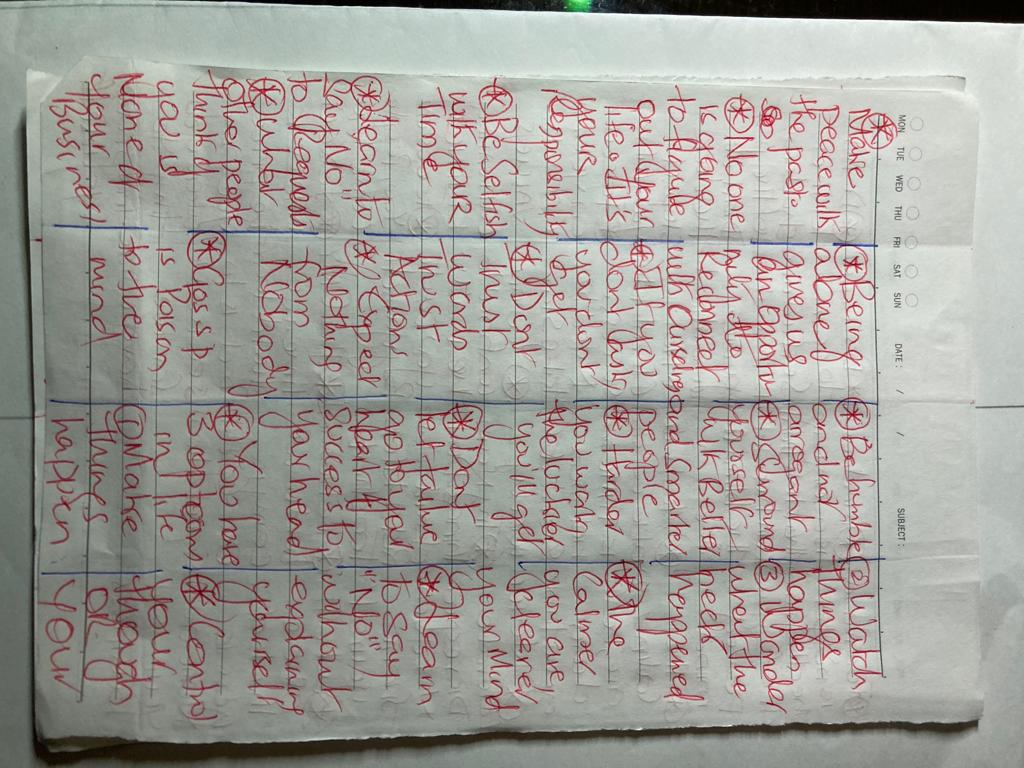 MON TUE WED THU FRI SAT SUN DATE : / / SUBJECT :
Make
peace with
the past.
No one
is going
to figure
out your
life. It's
your
Responsibility
Be Selfish
with your
Time
Learn to
Say No"
to Requests
what
other people
think of
you is
None of
your
Business
Being
alone
gives us
an opportu
nity to
Reconnect
with Ourselves
If you
dont ask,
you dont
get
Dont
Trust
words
Trust
Actions
Expect
Nothing
from
Nobody
Gossip
is Poison
to the
mind
Be humble
and not
arrogant
Surround
yourself
with Better
and Smarter
people
Harder
you work,
the luckier
you'll get
Dont
let failure
go to your
heart &
success to
your head
You have
3 optoons
in life
① Make
things
happen
② Watch
things
happen
③ Wonder
what the
heck
happened
The
Calmer
you are,
cleerer
your Mind
Learn
to say
"No"
without
explaining
yourself
Control
your
though
OR
your